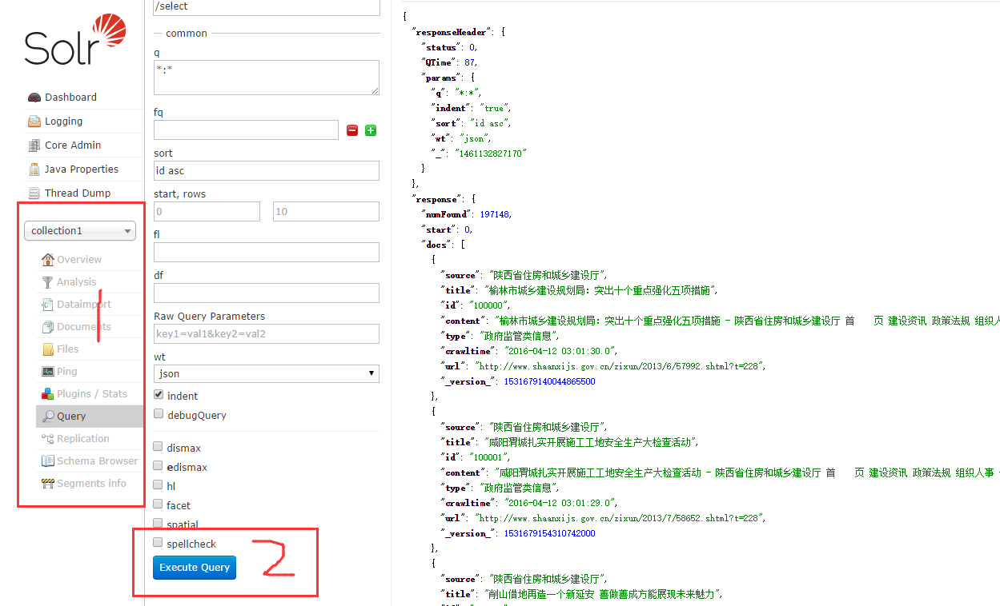 Solr
Dashboard
Logging
Core Admin
Java Properties
Thread Dump
collection1
Overview
Analysis
Dataimport
Documents
Files
Ping
Plugins / Stats
Query
Replication
Schema Browser
Segments info
1
/select
common
q
*:*
fq
sort
id asc
start, rows
0 10
fl
df
Raw Query Parameters
key1=val1&key2=val2
wt
json
indent
debugQuery
dismax
edismax
hl
facet
spatial
spellcheck
Execute Query
2
{
"responseHeader": {
"status": 0,
"QTime": 87,
"params": {
"q": "*:*",
"indent": "true",
"sort": "id asc",
"wt": "json",
"_": "1461132827170"
}
},
"response": {
"numFound": 197148,
"start": 0,
"docs": [
{
"source": "陕西省住房和城乡建设厅",
"title": "榆林市城乡建设规划局：突出十个重点强化五项措施",
"id": "100000",
"content": "榆林市城乡建设规划局：突出十个重点强化五项措施 - 陕西省住房和城乡建设厅 首 页 建设资讯 政策法规 组织人
"type": "政府监管类信息",
"crawltime": "2016-04-12 03:01:30.0",
"url": "http://www.shaanxijs.gov.cn/zixun/2013/6/57992.shtml?t=228",
"_version_": 1531679140044865500
},
{
"source": "陕西省住房和城乡建设厅",
"title": "咸阳渭城扎实开展施工工地安全生产大检查活动",
"id": "100001",
"content": "咸阳渭城扎实开展施工工地安全生产大检查活动 - 陕西省住房和城乡建设厅 首 页 建设资讯 政策法规 组织人事
"type": "政府监管类信息",
"crawltime": "2016-04-12 03:01:29.0",
"url": "http://www.shaanxijs.gov.cn/zixun/2013/7/58652.shtml?t=228",
"_version_": 1531679154310742000
},
{
"source": "陕西省住房和城乡建设厅",
"title": "削山借地再造一个新延安 善做善成方能展现未来魅力",